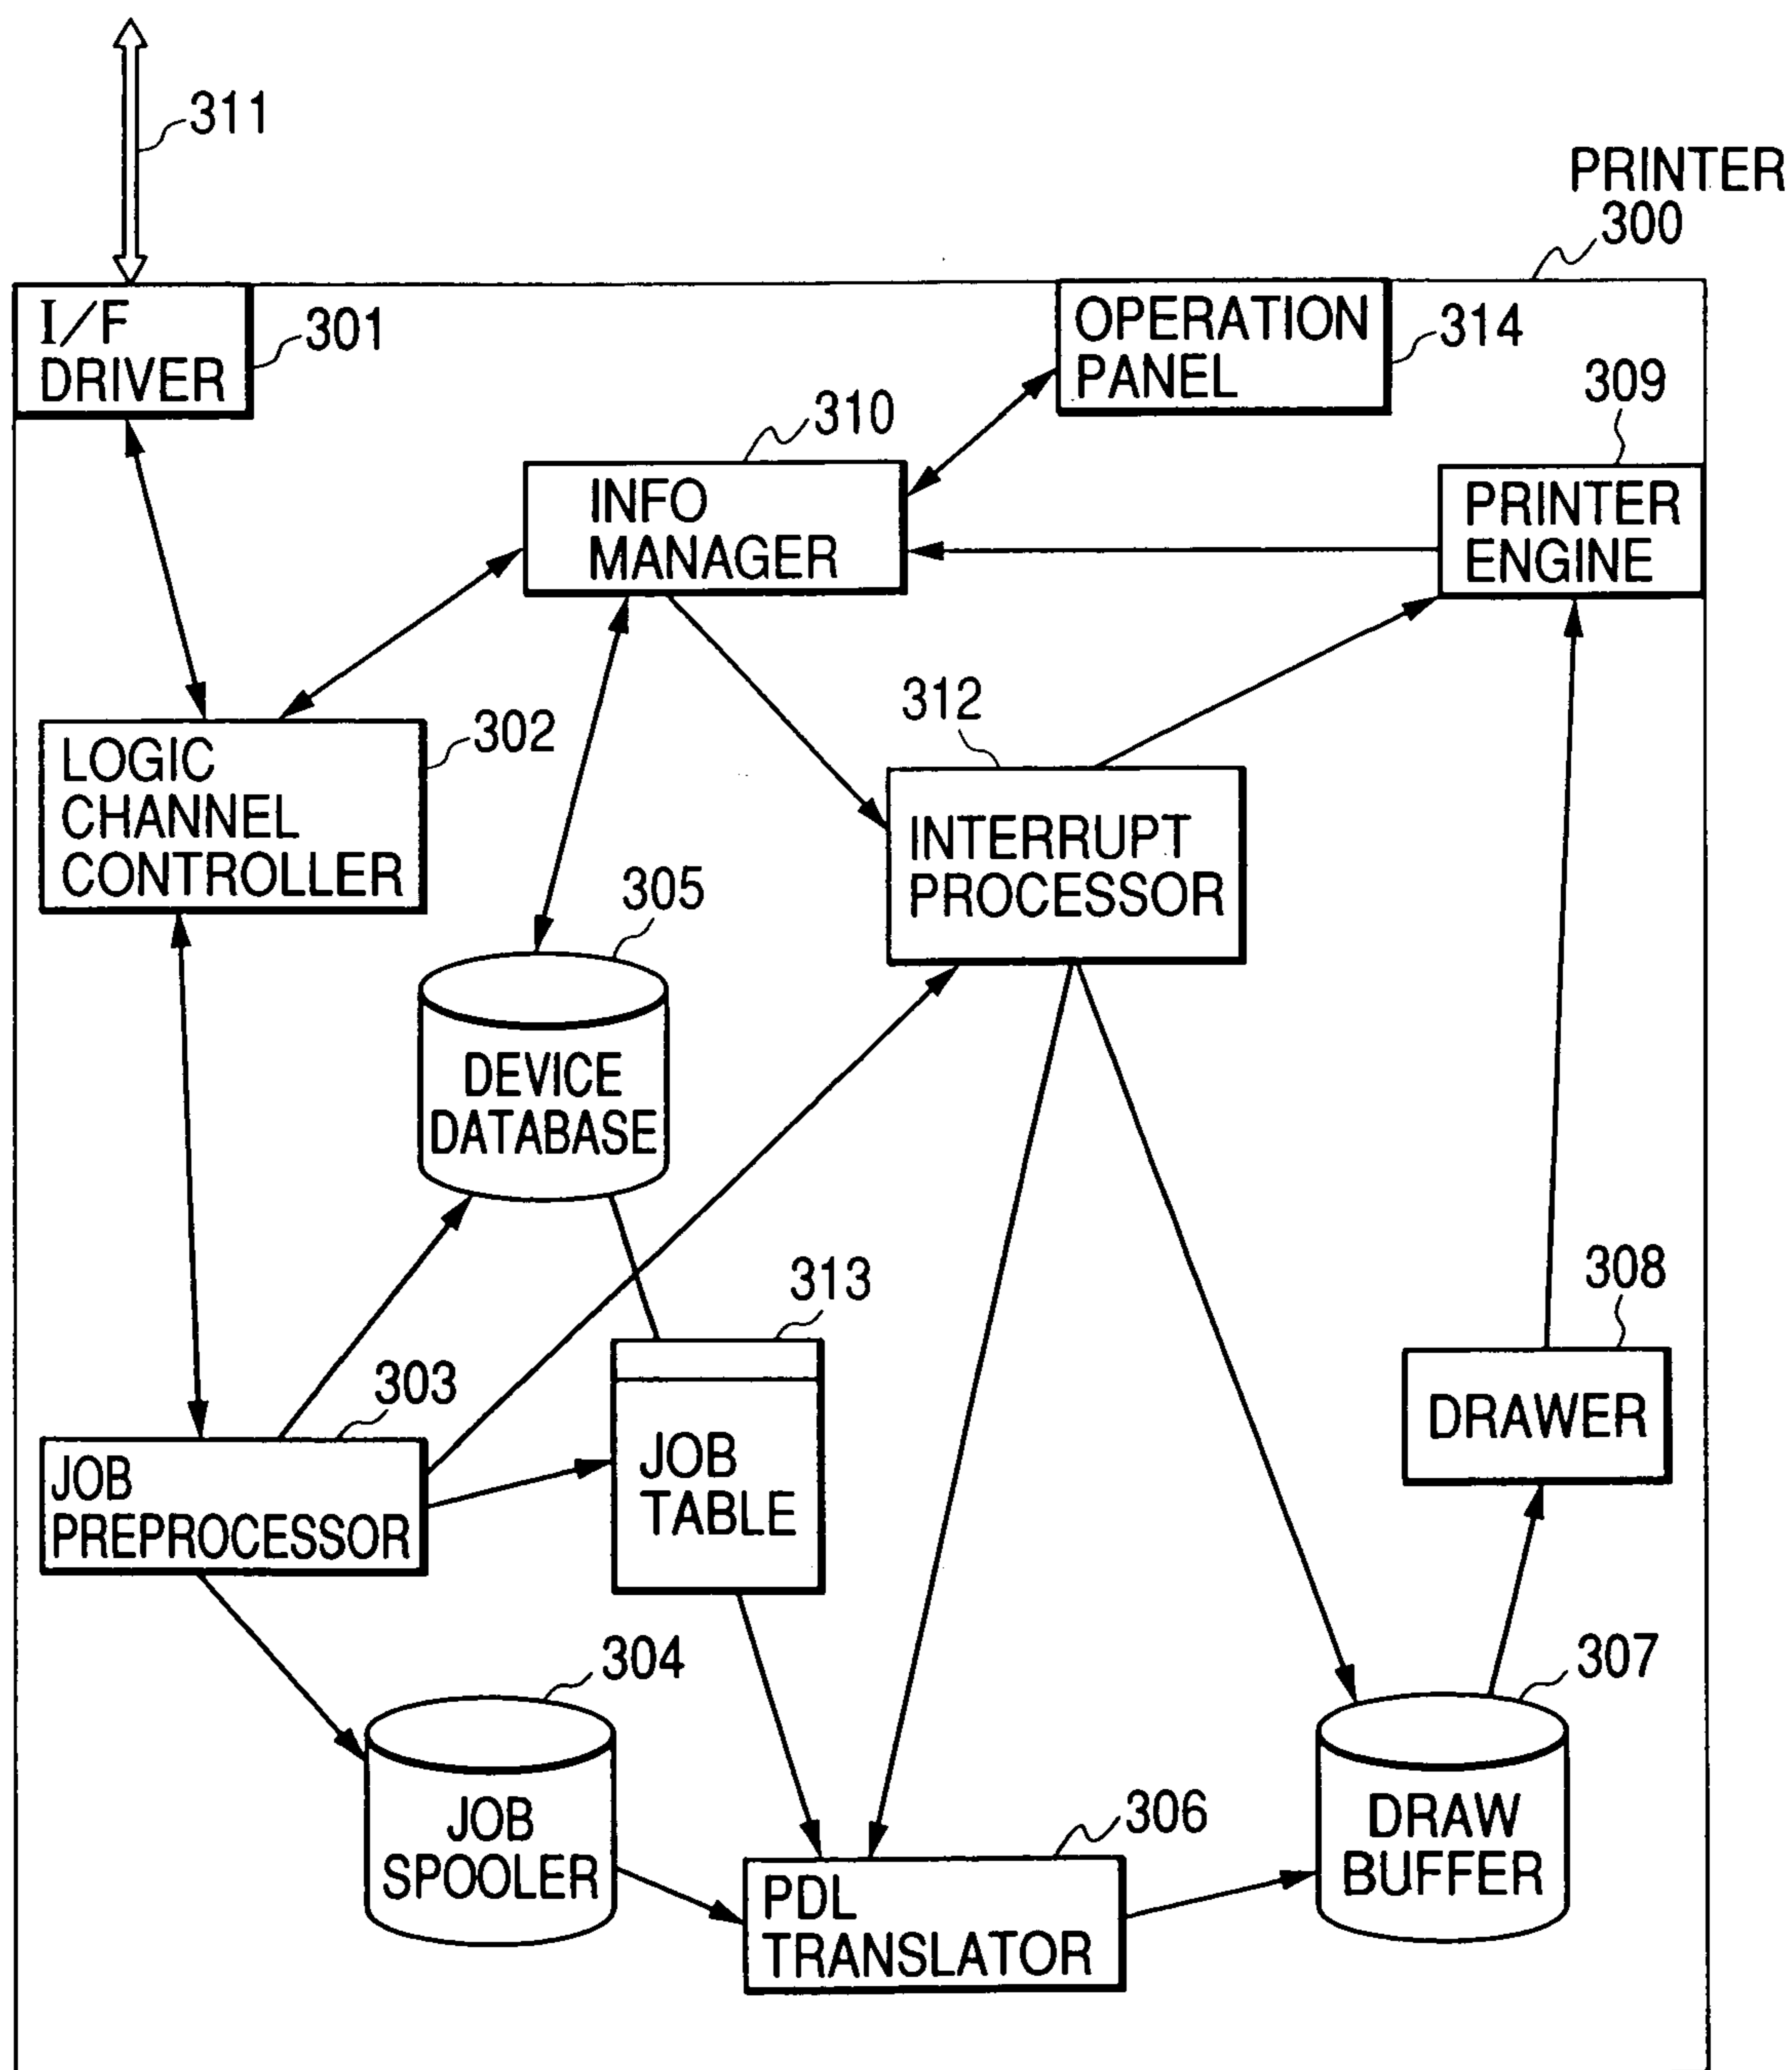 311
PRINTER
300
I/F
DRIVER
301
OPERATION
PANEL
314
309
310
INFO
MANAGER
PRINTER
ENGINE
312
302
LOGIC
CHANNEL
CONTROLLER
INTERRUPT
PROCESSOR
305
DEVICE
DATABASE
313
308
303
DRAWER
JOB
TABLE
JOB
PREPROCESSOR
304
307
306
JOB
SPOOLER
DRAW
BUFFER
PDL
TRANSLATOR